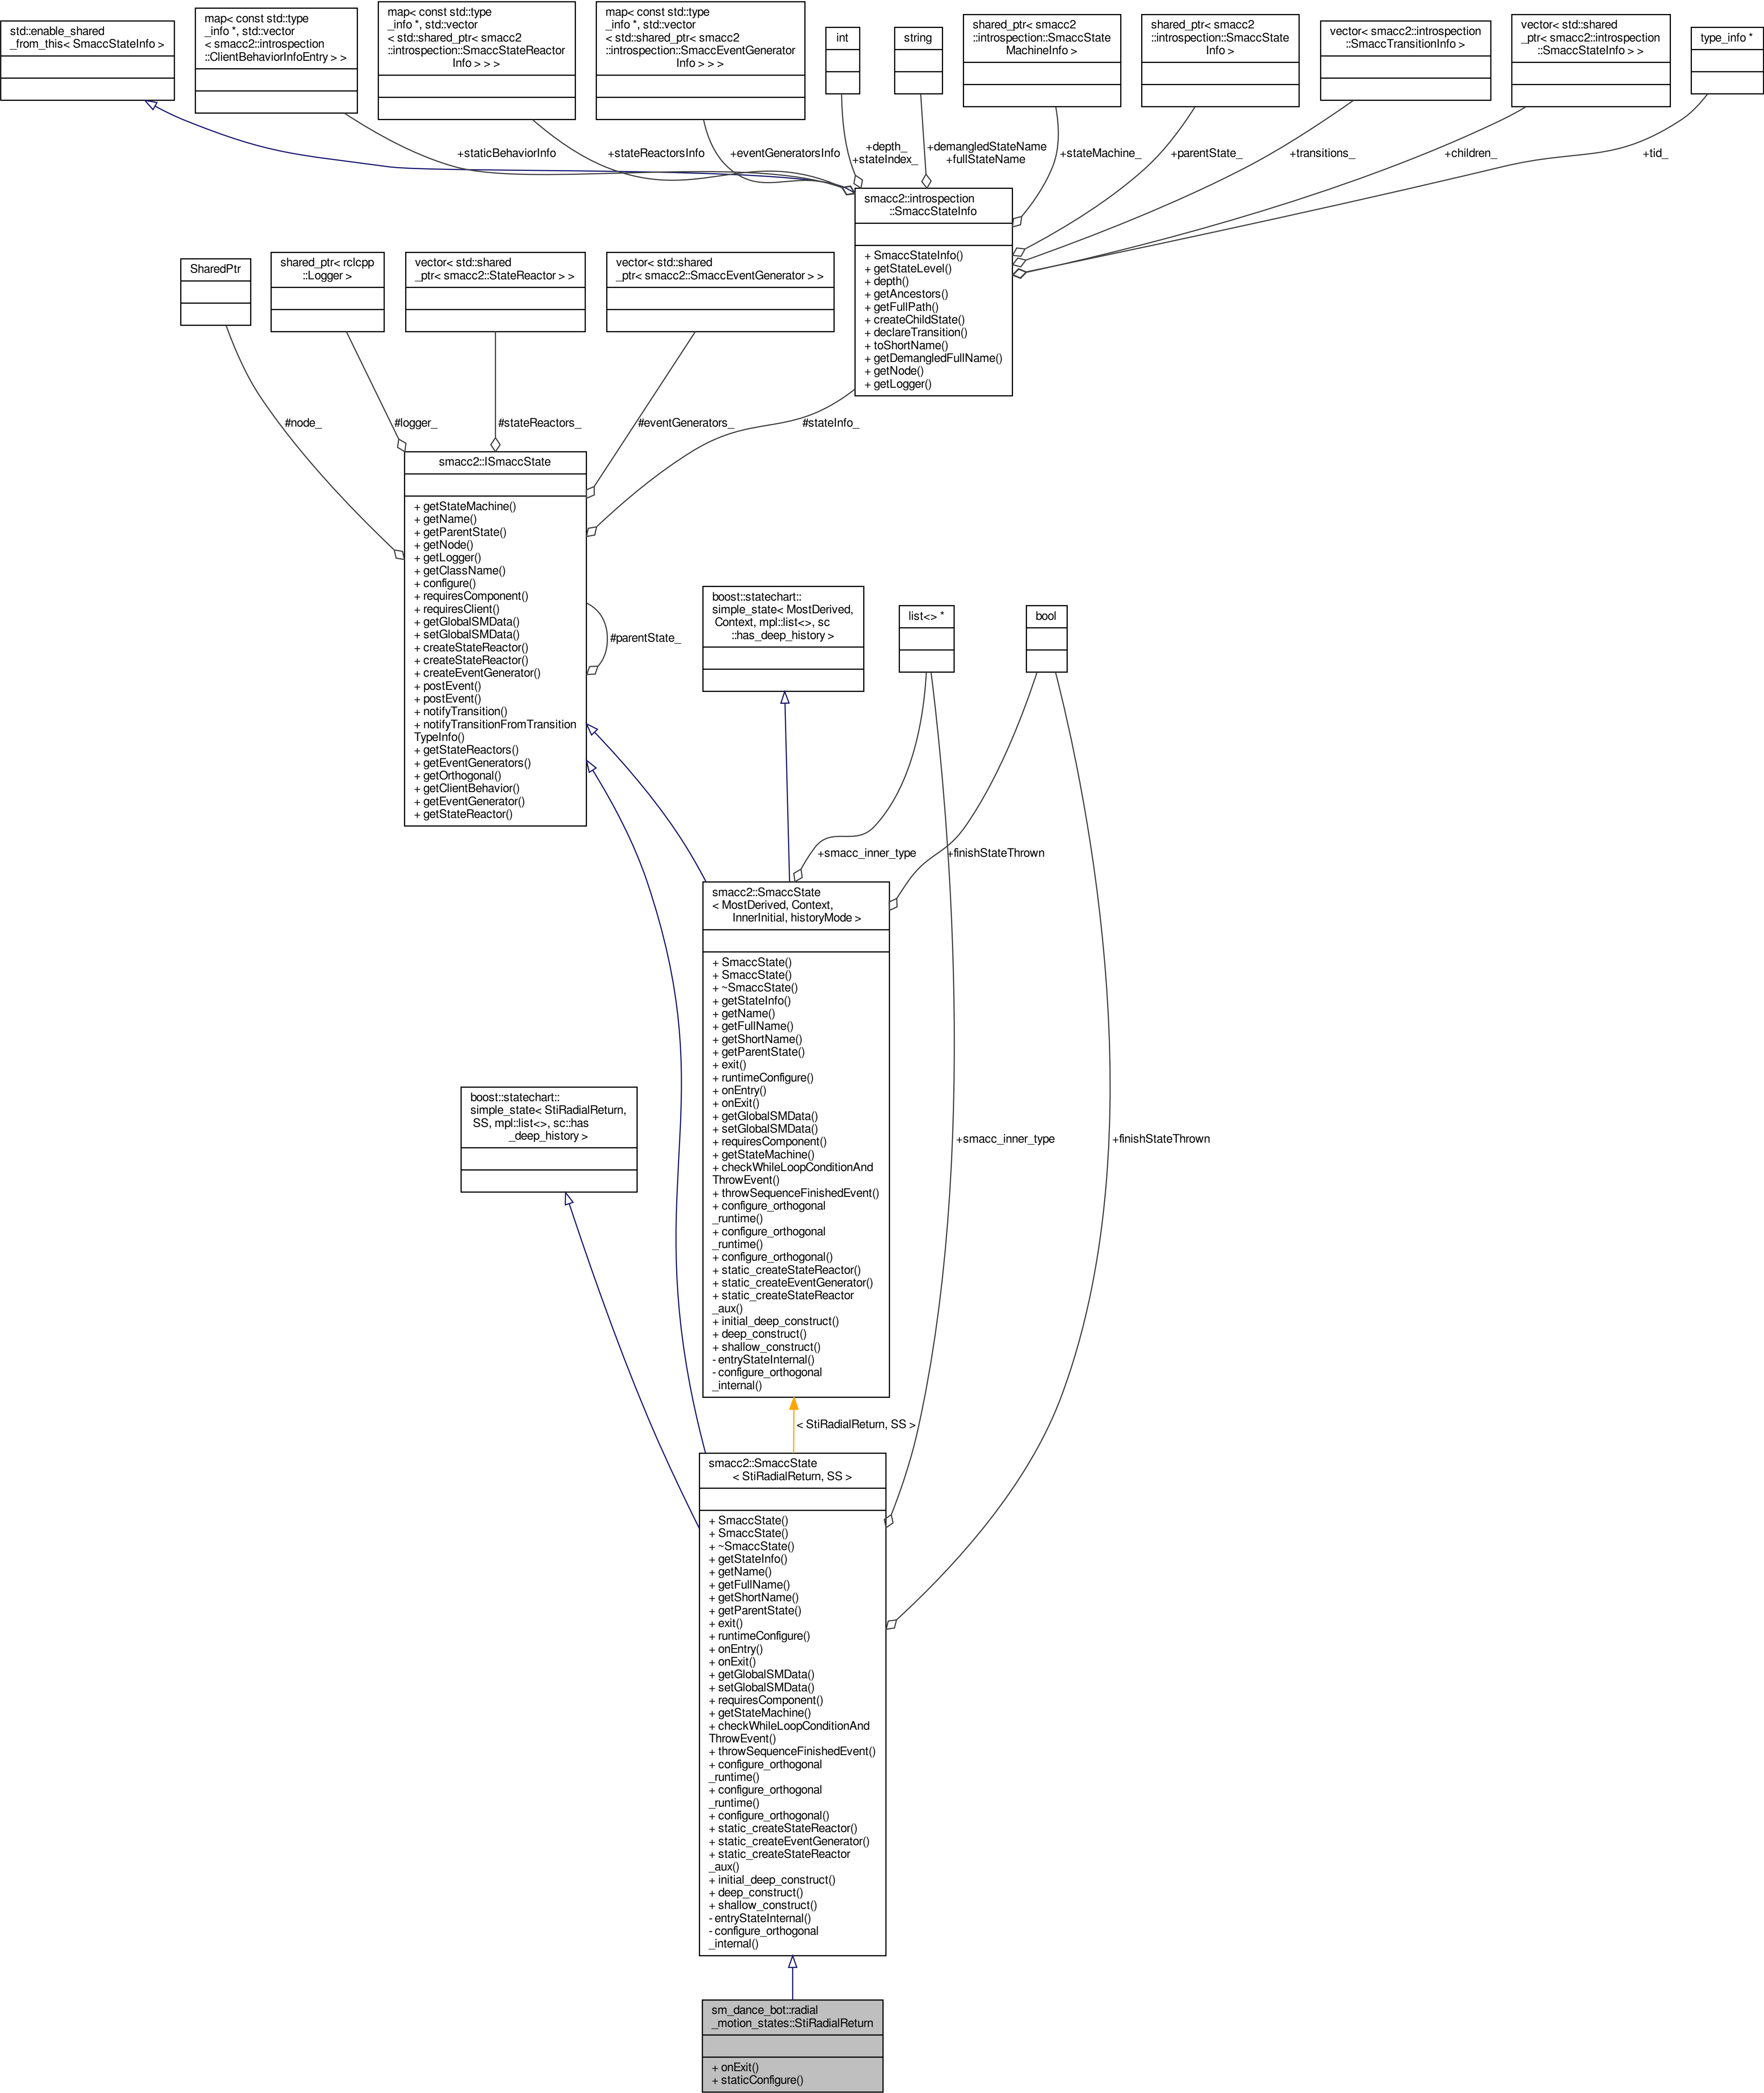 std::enable_shared
_from_this< SmaccStateInfo >
map< const std::type
_info *, std::vector
< smacc2::introspection
::ClientBehaviorInfoEntry > >
map< const std::type
_info *, std::vector
< std::shared_ptr< smacc2
::introspection::SmaccStateReactor
Info > > >
map< const std::type
_info *, std::vector
< std::shared_ptr< smacc2
::introspection::SmaccEventGenerator
Info > > >
int
string
shared_ptr< smacc2
::introspection::SmaccState
MachineInfo >
shared_ptr< smacc2
::introspection::SmaccState
Info >
vector< smacc2::introspection
::SmaccTransitionInfo >
vector< std::shared
_ptr< smacc2::introspection
::SmaccStateInfo > >
type_info *
+staticBehaviorInfo
+stateReactorsInfo
+eventGeneratorsInfo
+depth_
+stateIndex_
+demangledStateName
+fullStateName
+stateMachine_
+parentState_
+transitions_
+children_
+tid_
smacc2::introspection
::SmaccStateInfo
+ SmaccStateInfo()
+ getStateLevel()
+ depth()
+ getAncestors()
+ getFullPath()
+ createChildState()
+ declareTransition()
+ toShortName()
+ getDemangledFullName()
+ getNode()
+ getLogger()
SharedPtr
shared_ptr< rclcpp
::Logger >
vector< std::shared
_ptr< smacc2::StateReactor > >
vector< std::shared
_ptr< smacc2::SmaccEventGenerator > >
#node_
#logger_
#stateReactors_
#eventGenerators_
#stateInfo_
smacc2::ISmaccState
+ getStateMachine()
+ getName()
+ getParentState()
+ getNode()
+ getLogger()
+ getClassName()
+ configure()
+ requiresComponent()
+ requiresClient()
+ getGlobalSMData()
+ setGlobalSMData()
+ createStateReactor()
+ createStateReactor()
+ createEventGenerator()
+ postEvent()
+ postEvent()
+ notifyTransition()
+ notifyTransitionFromTransition
TypeInfo()
+ getStateReactors()
+ getEventGenerators()
+ getOrthogonal()
+ getClientBehavior()
+ getEventGenerator()
+ getStateReactor()
#parentState_
boost::statechart::
simple_state< MostDerived,
Context, mpl::list<>, sc
::has_deep_history >
list<> *
bool
+smacc_inner_type
+finishStateThrown
smacc2::SmaccState
< MostDerived, Context,
InnerInitial, historyMode >
+ SmaccState()
+ SmaccState()
+ ~SmaccState()
+ getStateInfo()
+ getName()
+ getFullName()
+ getShortName()
+ getParentState()
+ exit()
+ runtimeConfigure()
+ onEntry()
+ onExit()
+ getGlobalSMData()
+ setGlobalSMData()
+ requiresComponent()
+ getStateMachine()
+ checkWhileLoopConditionAnd
ThrowEvent()
+ throwSequenceFinishedEvent()
+ configure_orthogonal
_runtime()
+ configure_orthogonal
_runtime()
+ configure_orthogonal()
+ static_createStateReactor()
+ static_createEventGenerator()
+ static_createStateReactor
_aux()
+ initial_deep_construct()
+ deep_construct()
+ shallow_construct()
- entryStateInternal()
- configure_orthogonal
_internal()
boost::statechart::
simple_state< StiRadialReturn,
SS, mpl::list<>, sc::has
_deep_history >
+smacc_inner_type
+finishStateThrown
< StiRadialReturn, SS >
smacc2::SmaccState
< StiRadialReturn, SS >
+ SmaccState()
+ SmaccState()
+ ~SmaccState()
+ getStateInfo()
+ getName()
+ getFullName()
+ getShortName()
+ getParentState()
+ exit()
+ runtimeConfigure()
+ onEntry()
+ onExit()
+ getGlobalSMData()
+ setGlobalSMData()
+ requiresComponent()
+ getStateMachine()
+ checkWhileLoopConditionAnd
ThrowEvent()
+ throwSequenceFinishedEvent()
+ configure_orthogonal
_runtime()
+ configure_orthogonal
_runtime()
+ configure_orthogonal()
+ static_createStateReactor()
+ static_createEventGenerator()
+ static_createStateReactor
_aux()
+ initial_deep_construct()
+ deep_construct()
+ shallow_construct()
- entryStateInternal()
- configure_orthogonal
_internal()
sm_dance_bot::radial
_motion_states::StiRadialReturn
+ onExit()
+ staticConfigure()